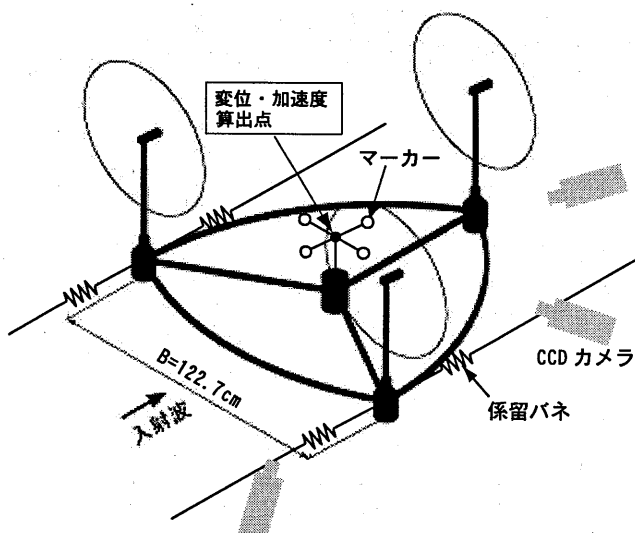 変位・加速度
算出点
マーカー
CCD カメラ
係留バネ
B=122.7cm
入射波